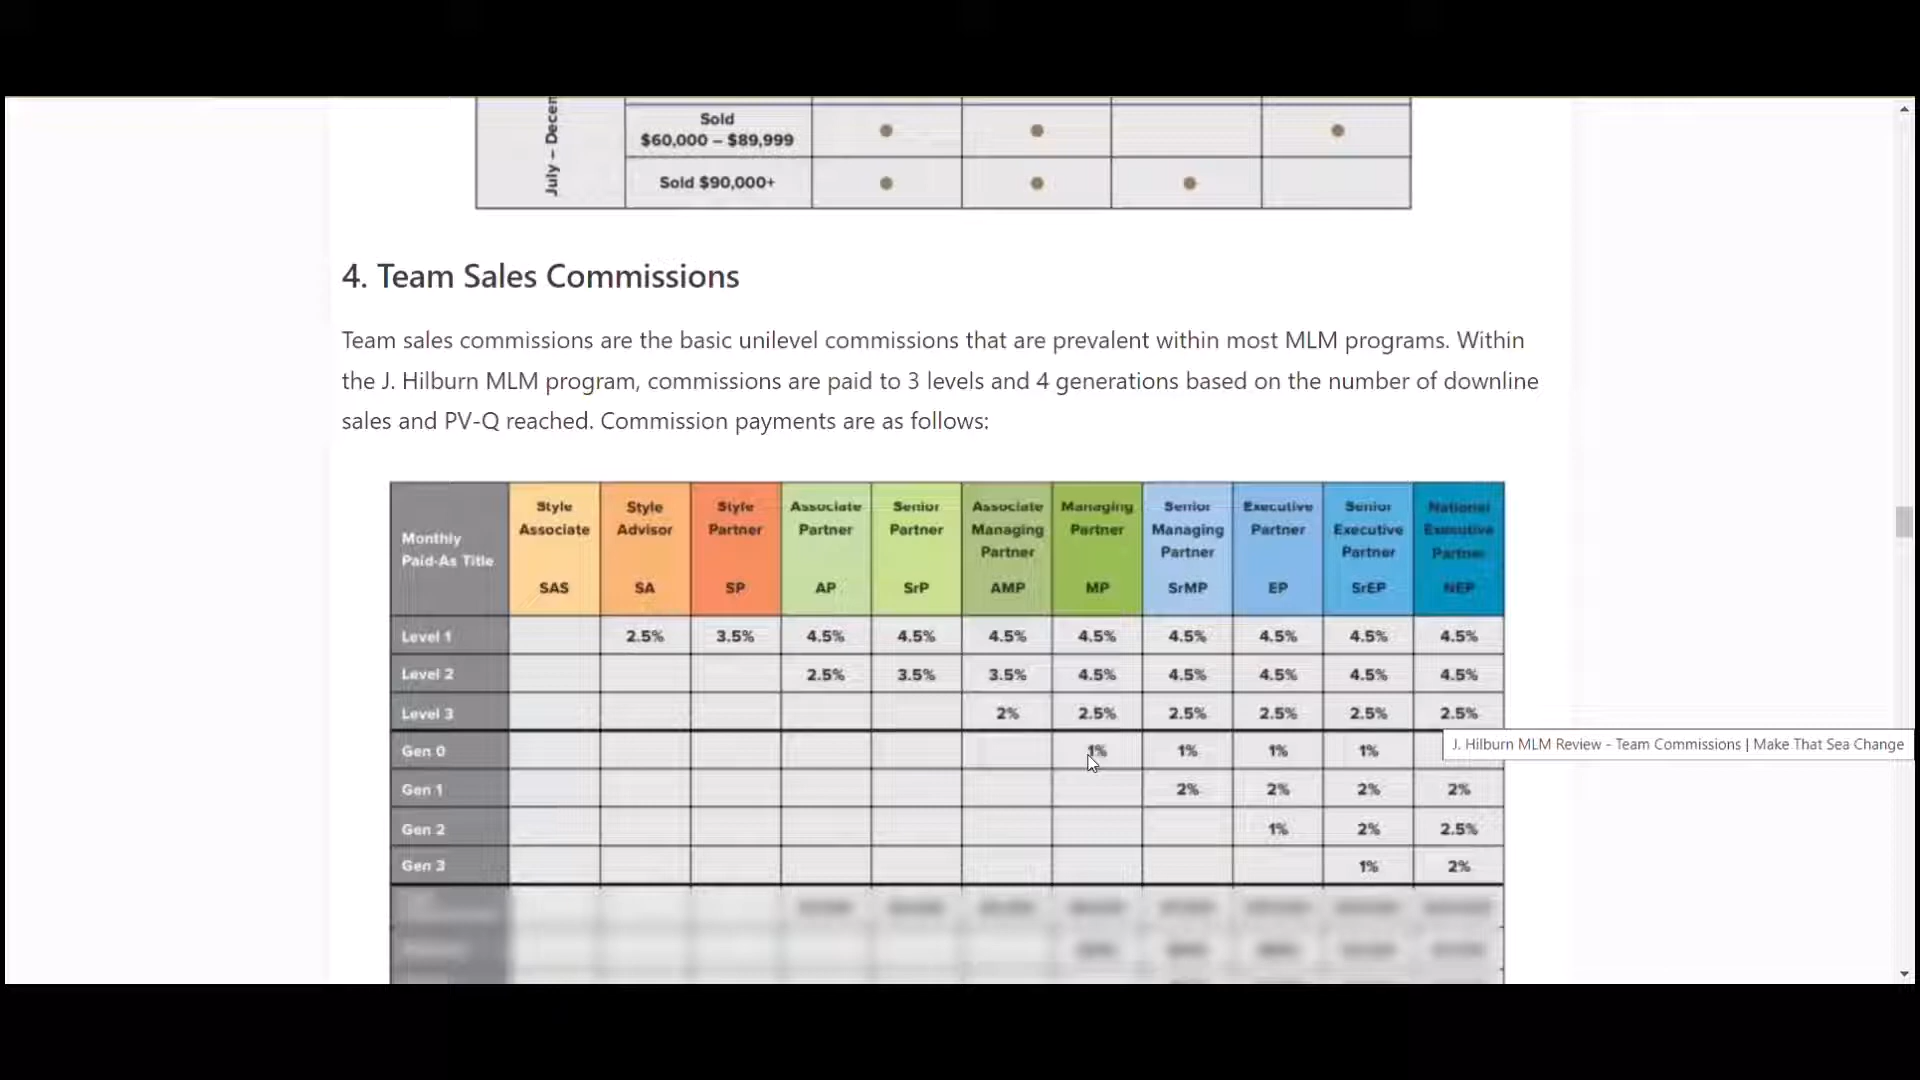 July – Decem
Sold
$60,000 – $89,999
Sold $90,000+
4. Team Sales Commissions
Team sales commissions are the basic unilevel commissions that are prevalent within most MLM programs. Within
the J. Hilburn MLM program, commissions are paid to 3 levels and 4 generations based on the number of downline
sales and PV-Q reached. Commission payments are as follows:
Monthly Paid-As Title
Style Associate SAS
Style Advisor SA
Style Partner SP
Associate Partner AP
Senior Partner SrP
Associate Managing Partner AMP
Managing Partner MP
Senior Managing Partner SrMP
Executive Partner EP
Senior Executive Partner SrEP
National Executive Partner NEP
Level 1 2.5% 3.5% 4.5% 4.5% 4.5% 4.5% 4.5% 4.5% 4.5% 4.5%
Level 2 2.5% 3.5% 3.5% 4.5% 4.5% 4.5% 4.5% 4.5%
Level 3 2% 2.5% 2.5% 2.5% 2.5% 2.5%
Gen 0 1% 1% 1% 1%
J. Hilburn MLM Review - Team Commissions | Make That Sea Change
Gen 1 2% 2% 2% 2%
Gen 2 1% 2% 2.5%
Gen 3 1% 2%